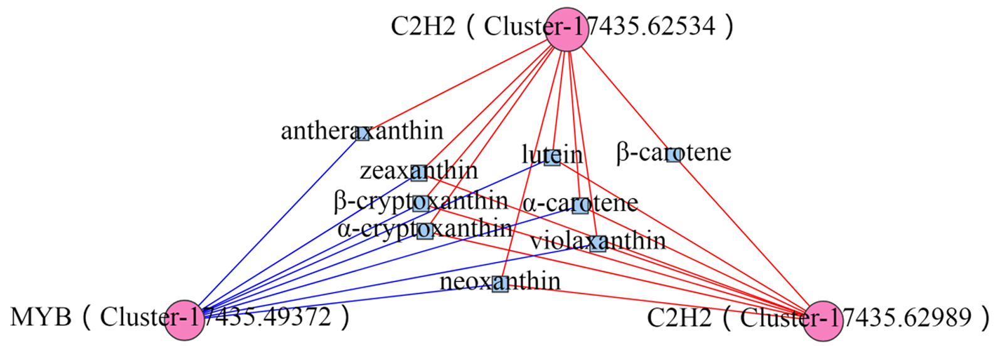 C2H2（Cluster-17435.62534）
antheraxanthin
lutein
β-carotene
zeaxanthin
β-cryptoxanthin
α-carotene
α-cryptoxanthin
violaxanthin
neoxanthin
MYB（Cluster-17435.49372）
C2H2（Cluster-17435.62989）